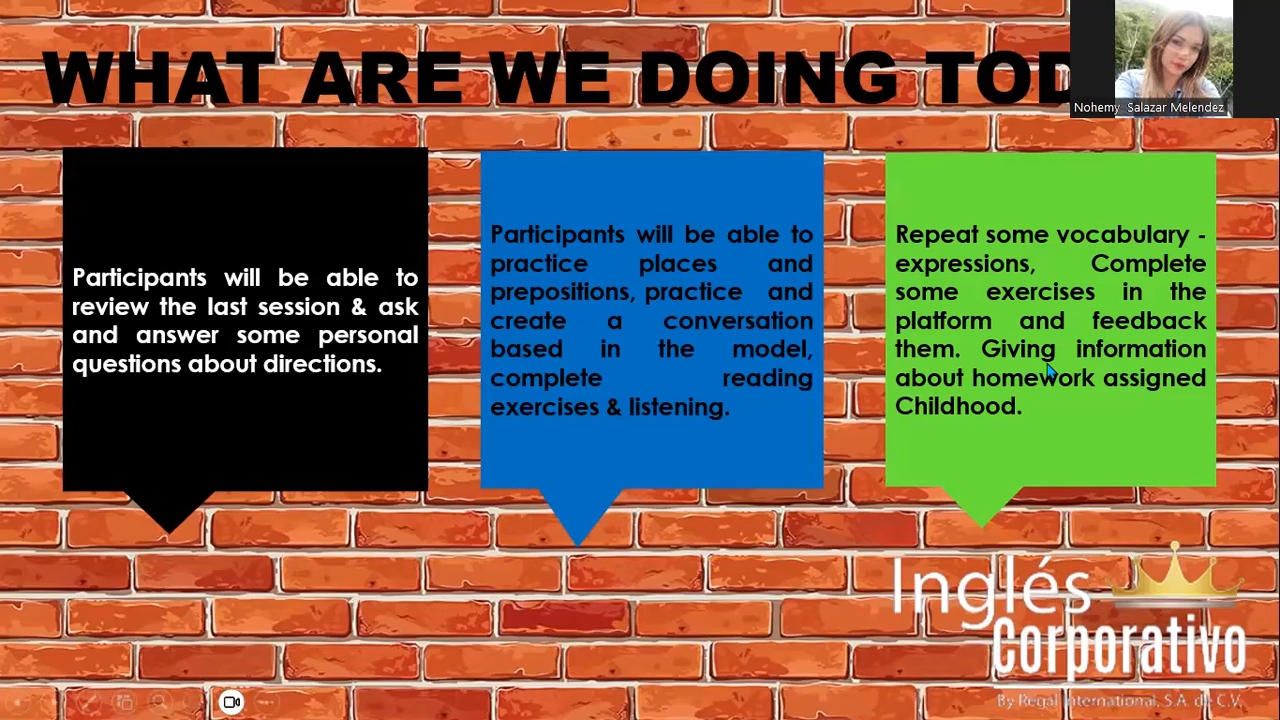 WHAT ARE WE DOING TOD
Nohemy Salazar Melendez
Participants will be able to
review the last session & ask
and answer some personal
questions about directions.
Participants will be able to
practice places and
prepositions, practice and
create a conversation
based in the model,
complete reading
exercises & listening.
Repeat some vocabulary -
expressions, Complete
some exercises in the
platform and feedback
them. Giving information
about homework assigned
Childhood.
Inglés
Corporativo
By Regal International, S.A. de C.V.